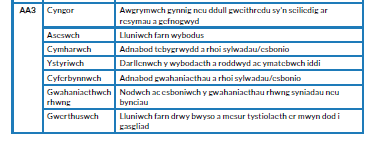 AA3 Cyngor Awgrymwch gynnig neu ddull gweithredu sy'n seiliedig ar
resymau a gefnogwyd
Aseswch Lluniwch farn wybodus
Cymharwch Adnabod tebygrwydd a rhoi sylwadau/esbonio
Ystyriwch Darllenwch y wybodaeth a roddwyd ac ymatebwch iddi
Cyferbynnwch Adnabod gwahaniaethau a rhoi sylwadau/esbonio
Gwahaniaethwch Nodwch ac esboniwch y gwahaniaethau rhwng syniadau neu
rhwng bynciau
Gwerthuswch Lluniwch farn drwy bwyso a mesur tystiolaeth er mwyn dod i
gasgliad